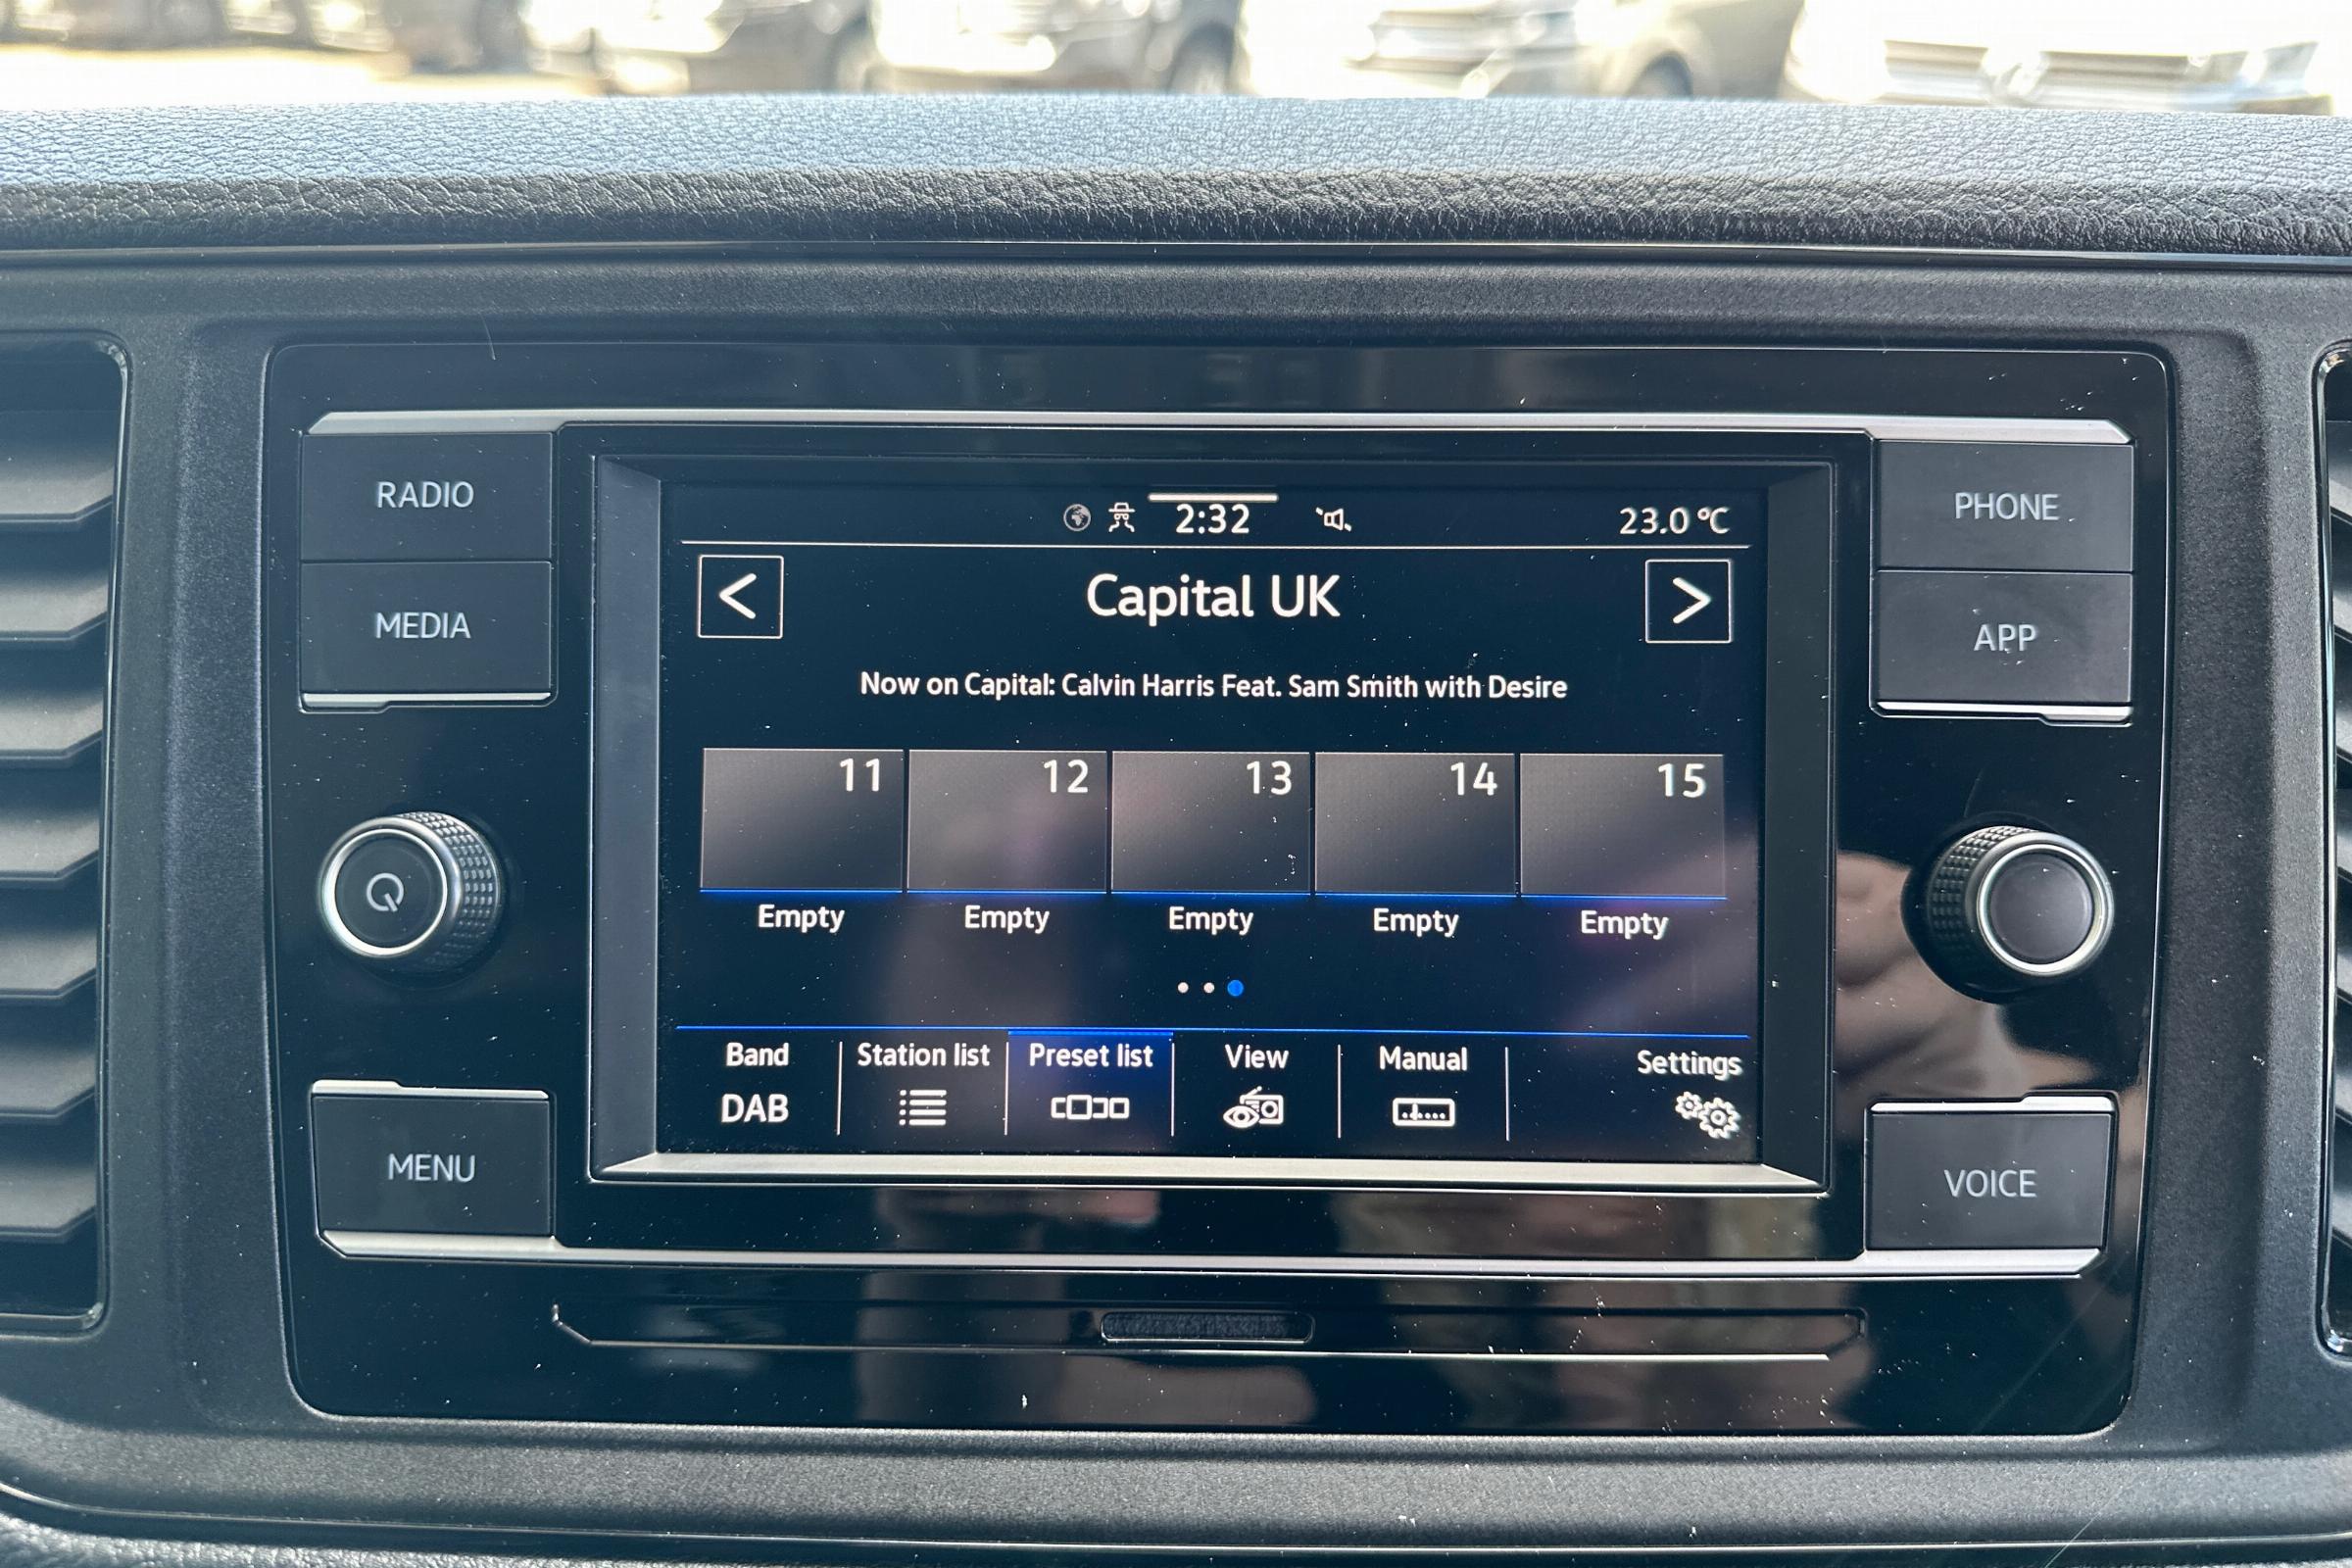 RADIO
MEDIA
MENU
2:32
23.0 °C
< Capital UK >
Now on Capital: Calvin Harris Feat. Sam Smith with Desire
11 12 13 14 15
Empty Empty Empty Empty Empty
Band Station list Preset list View Manual Settings
DAB
PHONE
APP
VOICE